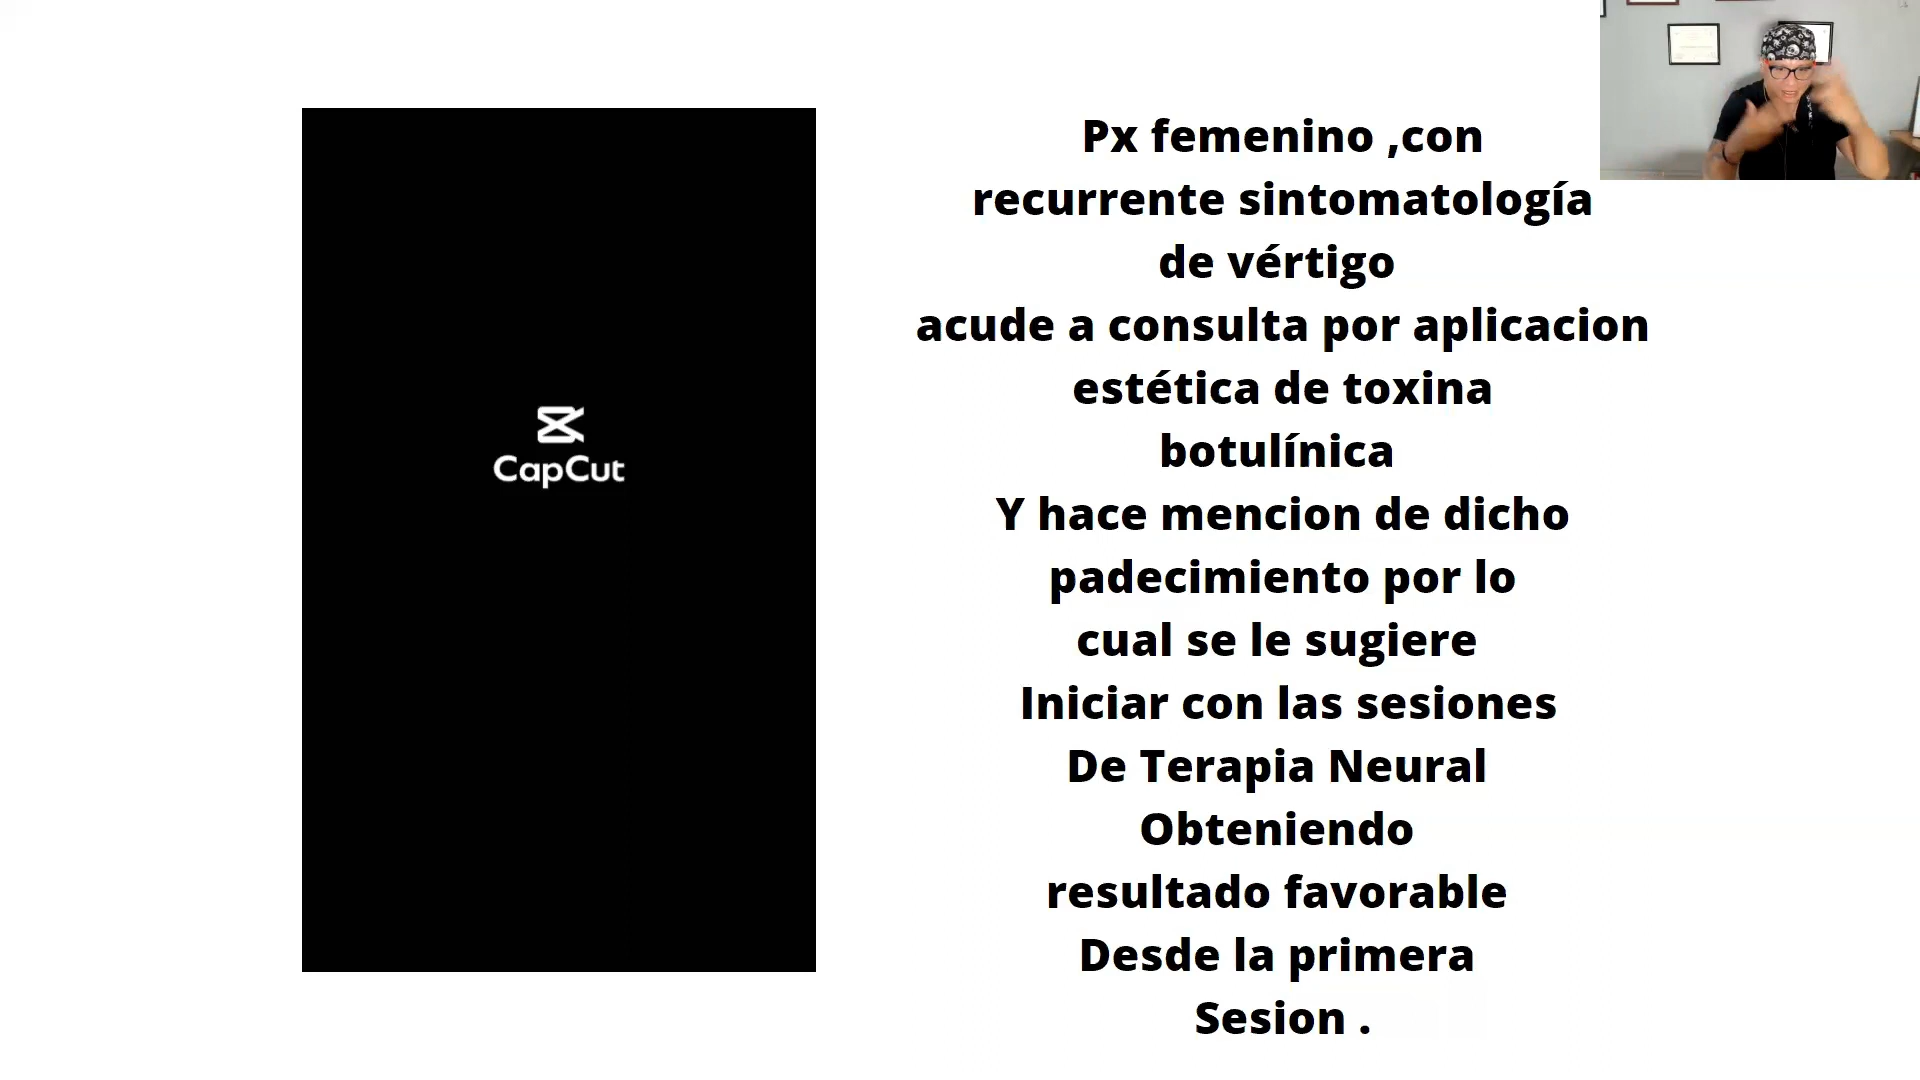 CapCut
Px femenino ,con
recurrente sintomatología
de vértigo
acude a consulta por aplicacion
estética de toxina
botulínica
Y hace mencion de dicho
padecimiento por lo
cual se le sugiere
Iniciar con las sesiones
De Terapia Neural
Obteniendo
resultado favorable
Desde la primera
Sesion .